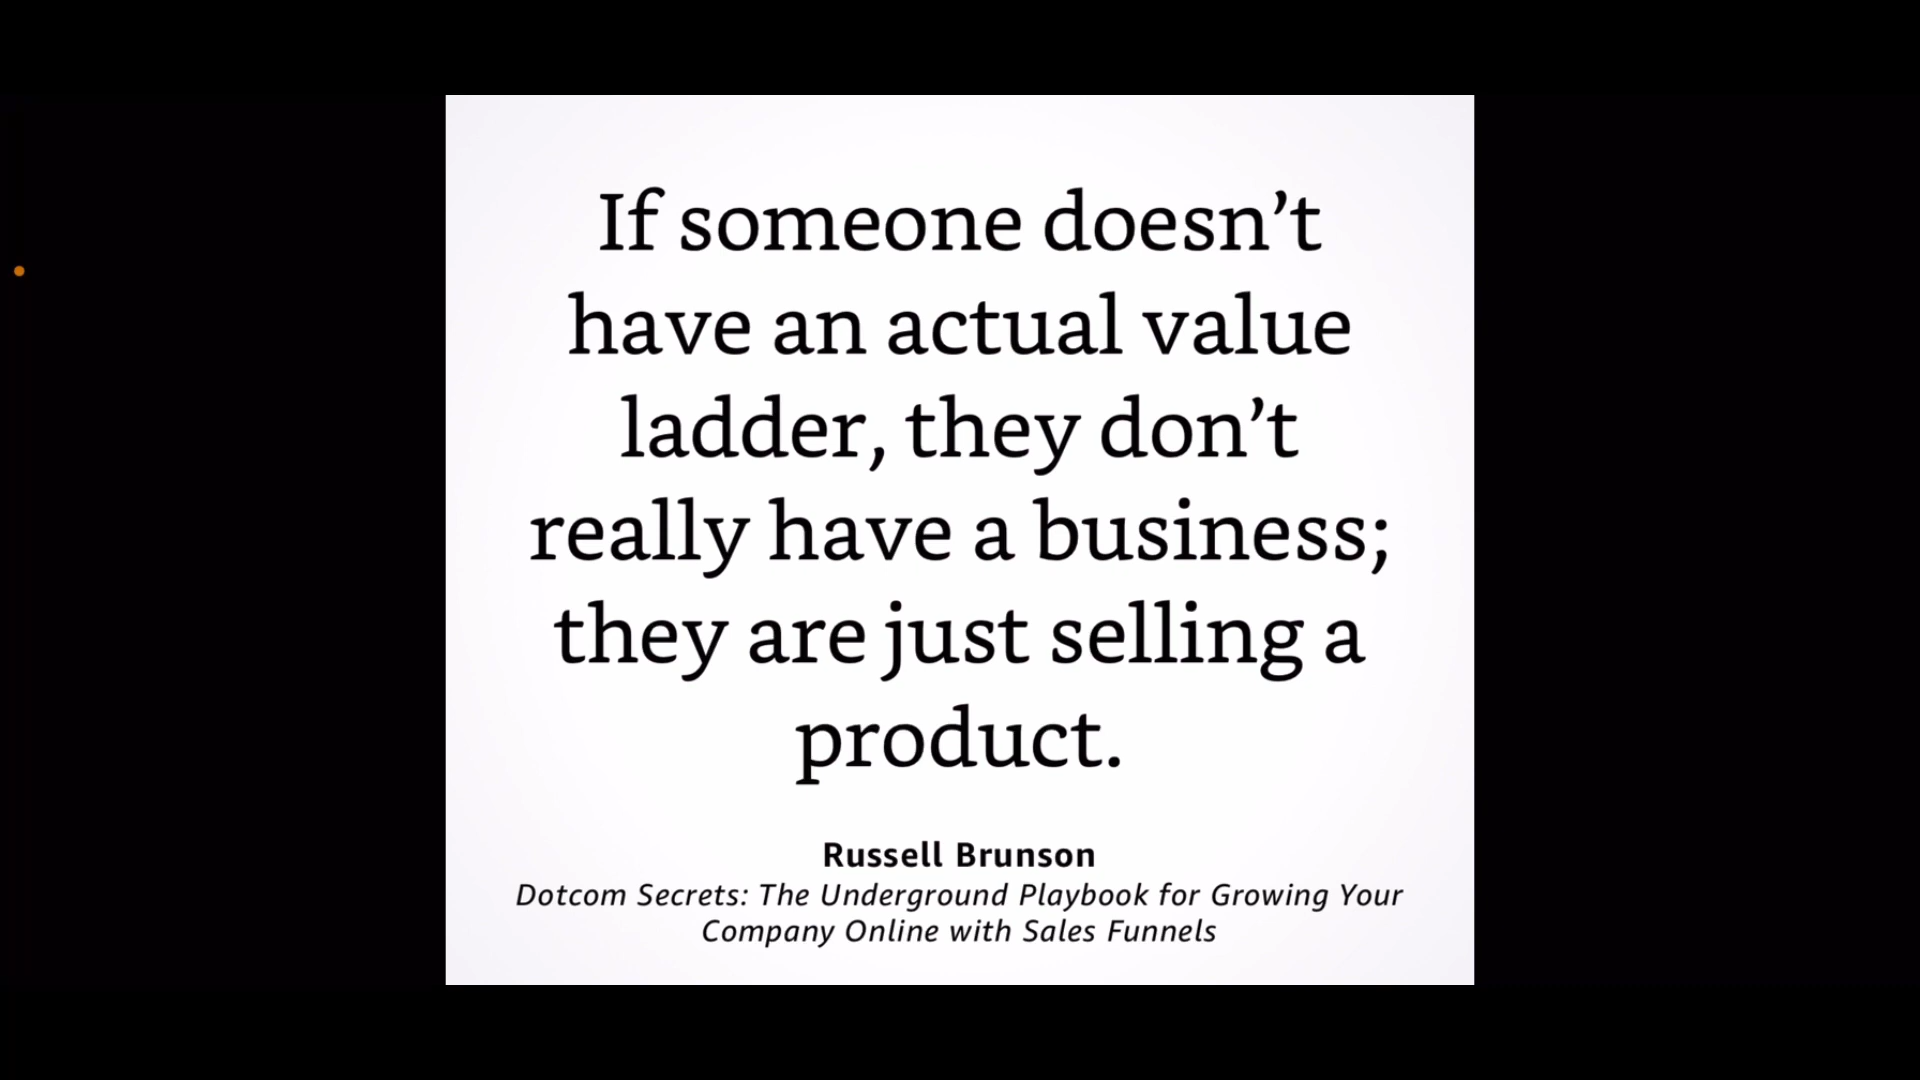 If someone doesn’t
have an actual value
ladder, they don’t
really have a business;
they are just selling a
product.
Russell Brunson
Dotcom Secrets: The Underground Playbook for Growing Your
Company Online with Sales Funnels